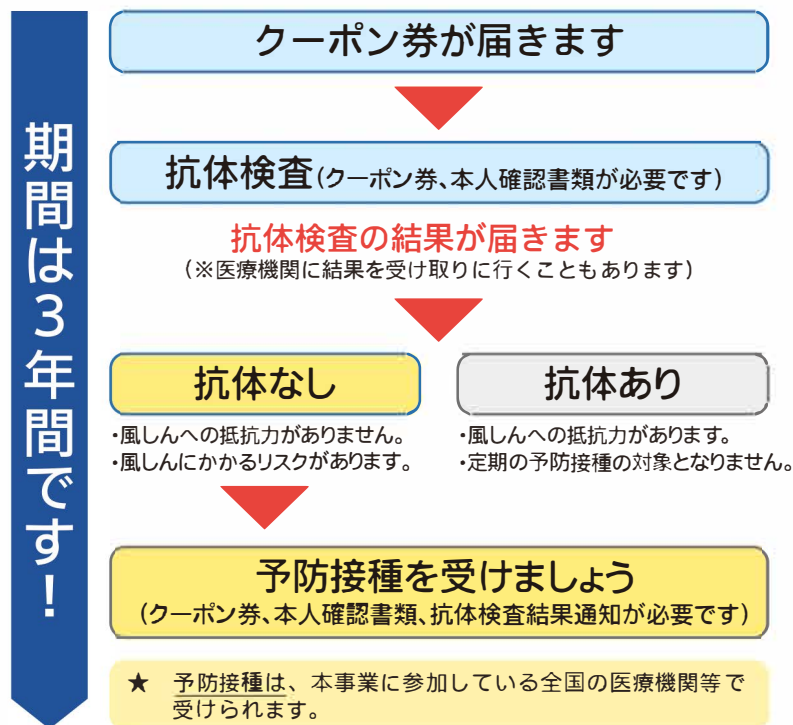 期間は3年間です!
クーポン券が届きます
抗体検査(クーポン券、本人確認書類が必要です)
抗体検査の結果が届きます
(※医療機関に結果を受け取りに行くこともあります)
抗体なし
・風しんへの抵抗力がありません。
・風しんにかかるリスクがあります。
抗体あり
・風しんへの抵抗力があります。
・定期の予防接種の対象となりません。
予防接種を受けましょう
(クーポン券、本人確認書類、抗体検査結果通知が必要です)
★ 予防接種は、本事業に参加している全国の医療機関等で
受けられます。